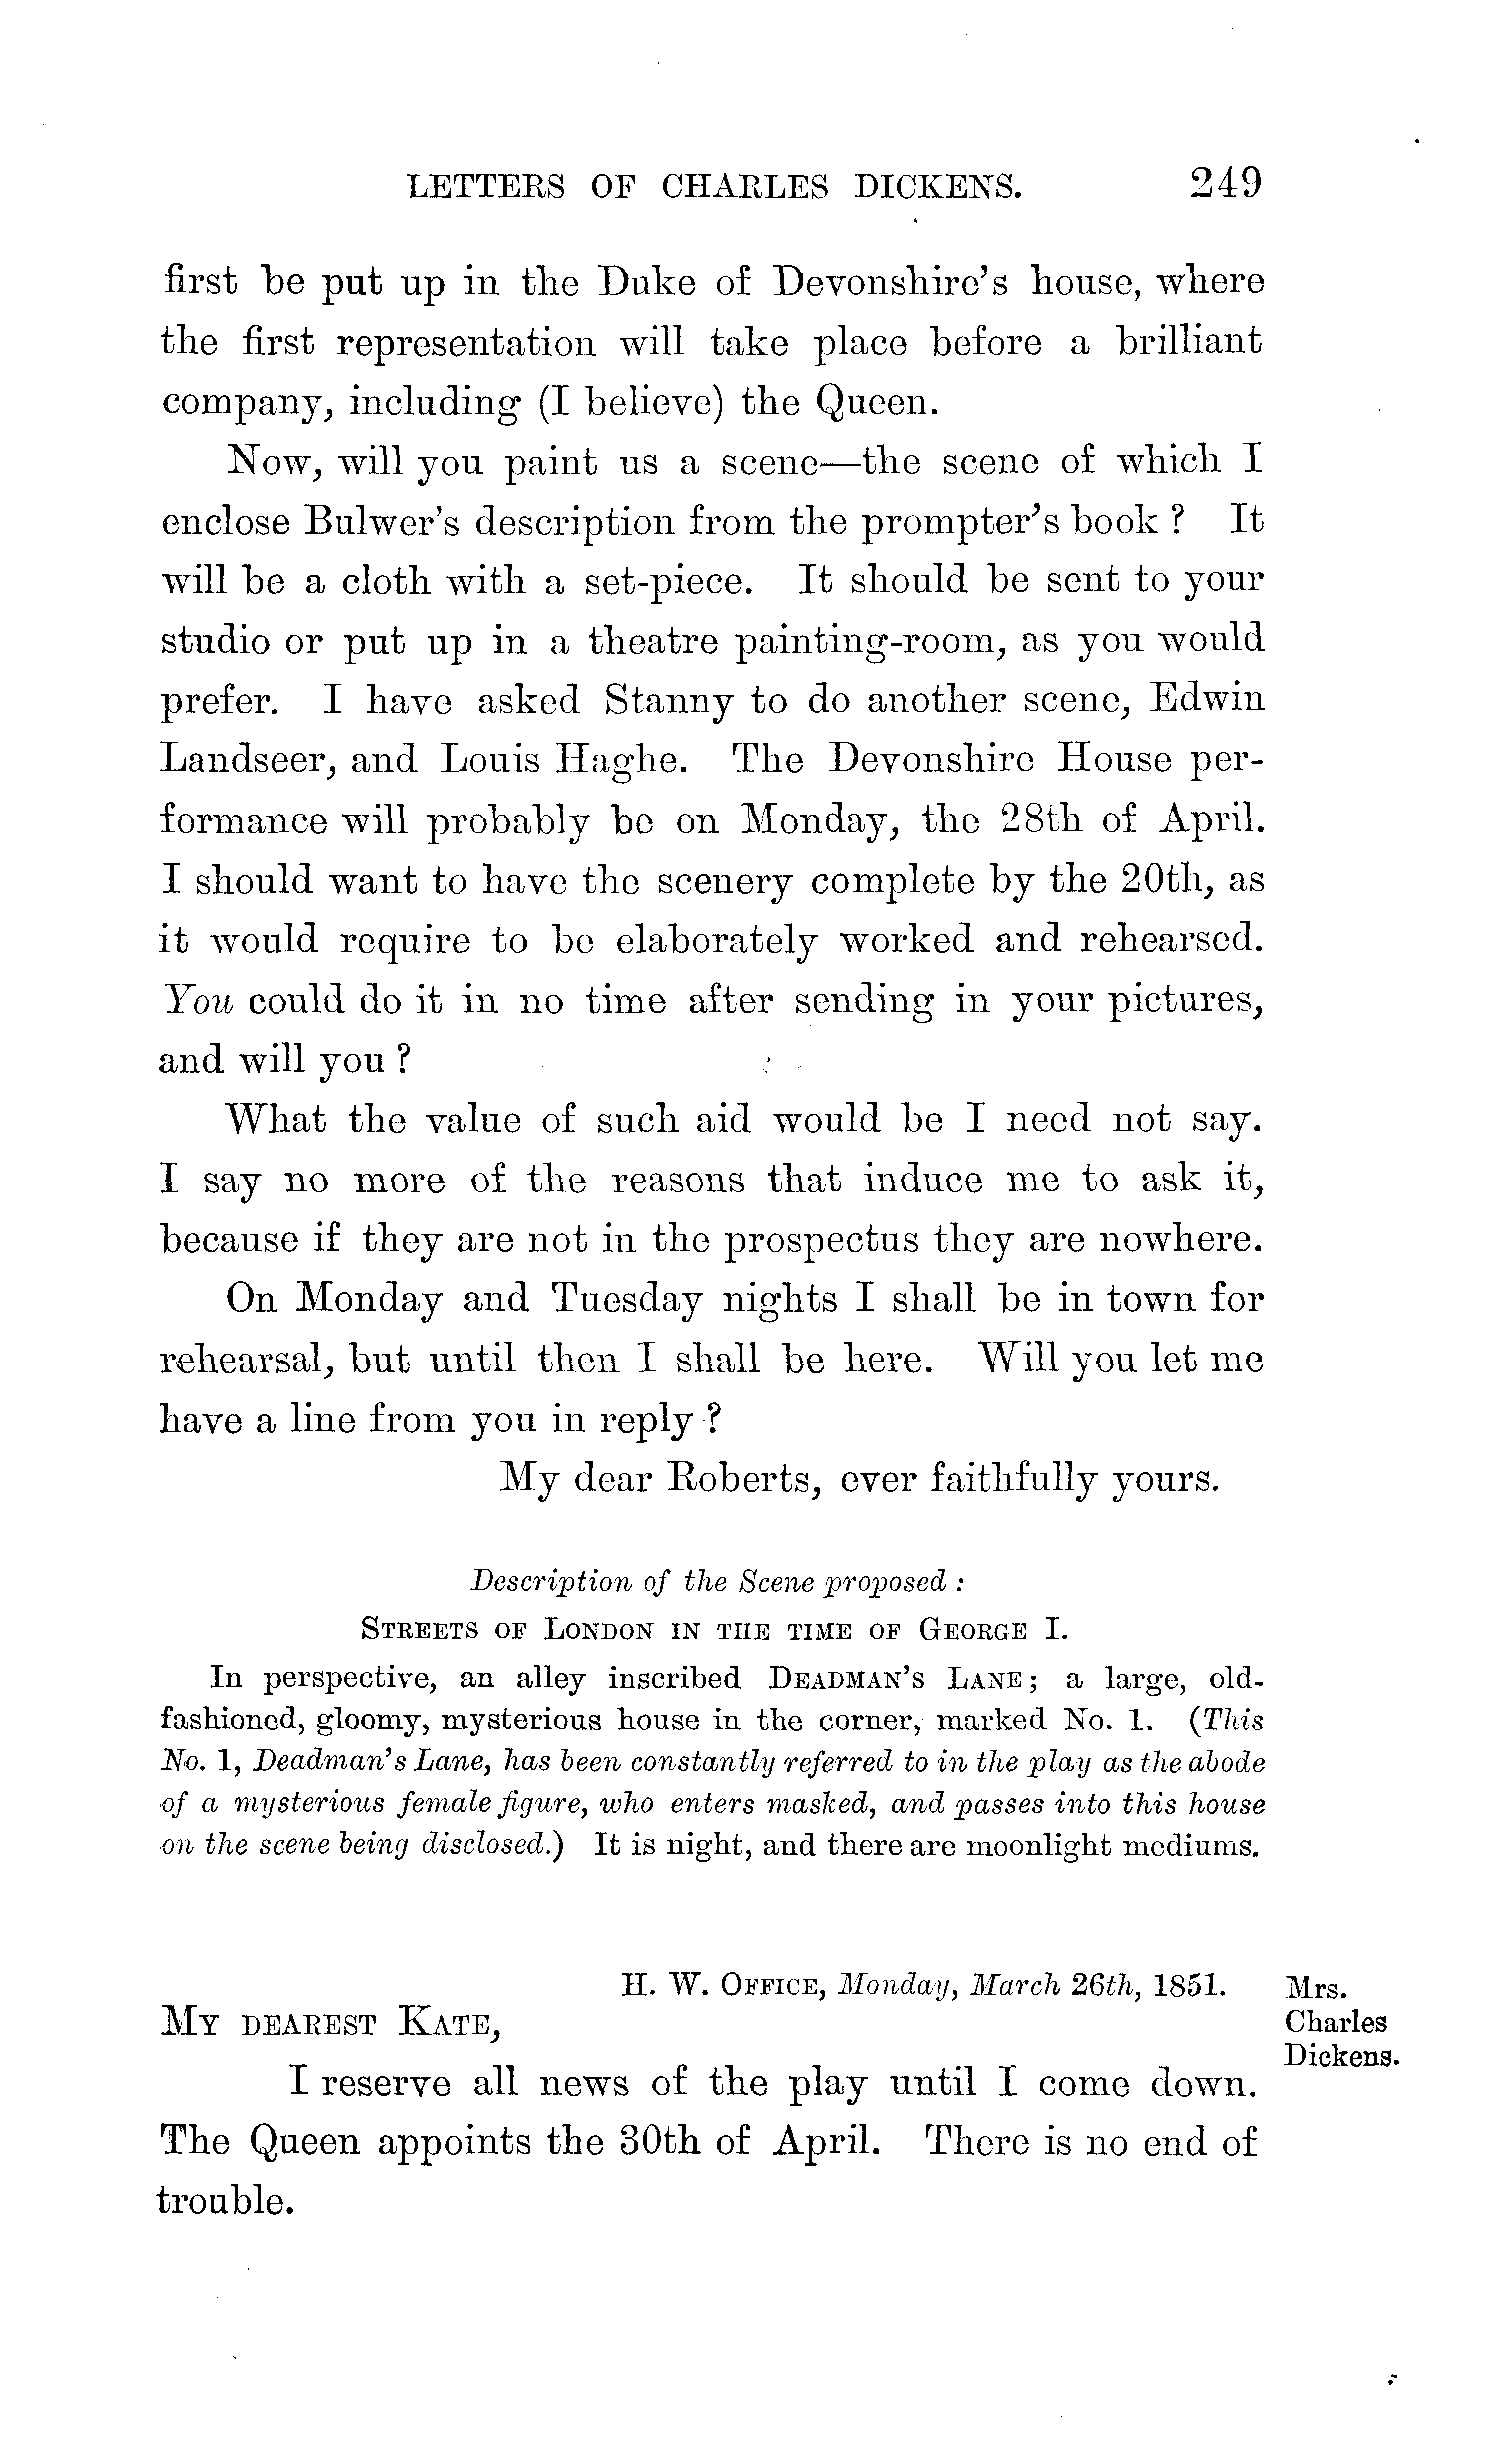 LETTERS OF CHARLES DICKENS. 249
first be put up in the Duke of Devonshire's house, where
the first representation will take place before a brilliant
company, including (I believe) the Queen.
Now, will you paint us a scene—the scene of which I
enclose Bulwer's description from the prompter's book ? It
will be a cloth with a set-piece. It should be sent to your
studio or put up in a theatre painting-room, as you would
prefer. I have asked Stanny to do another scene, Edwin
Landseer, and Louis Haghe. The Devonshire House per-
formance will probably be on Monday, the 28th of April.
I should want to have the scenery complete by the 20th, as
it would require to be elaborately worked and rehearsed.
You could do it in no time after sending in your pictures,
and will you ?
What the value of such aid would be I need not say.
I say no more of the reasons that induce me to ask it,
because if they are not in the prospectus they are nowhere.
On Monday and Tuesday nights I shall be in town for
rehearsal, but until then I shall be here. Will you let me
have a line from you in reply ?
My dear Roberts, ever faithfully yours.
Description of the Scene proposed :
STREETS OF LONDON IN THE TIME OF GEORGE I.
In perspective, an alley inscribed DEADMAN'S LANE; a large, old-
fashioned, gloomy, mysterious house in the corner, marked No. 1. (This
No. 1, Deadman's Lane, has been constantly referred to in the play as the abode
of a mysterious female figure, who enters masked, and passes into this house
on the scene being disclosed.) It is night, and there are moonlight mediums.
H. W. OFFICE, Monday, March 26th, 1851.
Mrs.
Charles
Dickens.
MY DEAREST KATE,
I reserve all news of the play until I come down.
The Queen appoints the 30th of April. There is no end of
trouble.